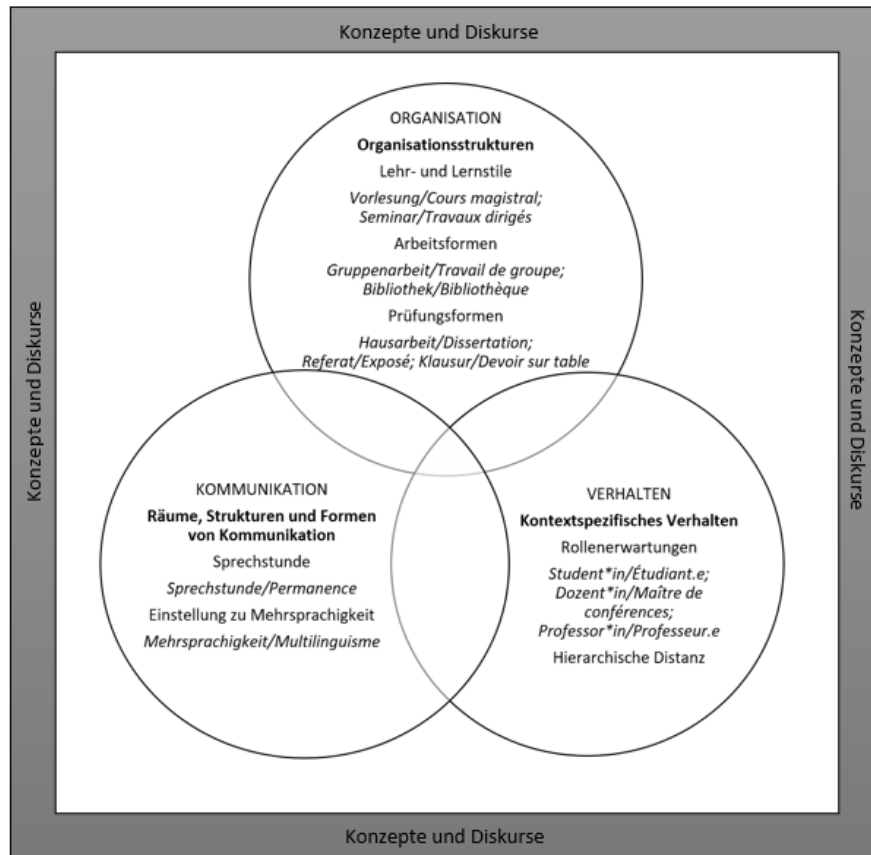 Konzepte und Diskurse
Konzepte und Diskurse
Konzepte und Diskurse
ORGANISATION
Organisationsstrukturen
Lehr- und Lernstile
Vorlesung/Cours magistral;
Seminar/Travaux dirigés
Arbeitsformen
Gruppenarbeit/Travail de groupe;
Bibliothek/Bibliothèque
Prüfungsformen
Hausarbeit/Dissertation;
Referat/Exposé; Klausur/Devoir sur table
KOMMUNIKATION
Räume, Strukturen und Formen
von Kommunikation
Sprechstunde
Sprechstunde/Permanence
Einstellung zu Mehrsprachigkeit
Mehrsprachigkeit/Multilinguisme
VERHALTEN
Kontextspezifisches Verhalten
Rollenerwartungen
Student*in/Étudiant.e;
Dozent*in/Maître de
conférences;
Professor*in/Professeur.e
Hierarchische Distanz
Konzepte und Diskurse